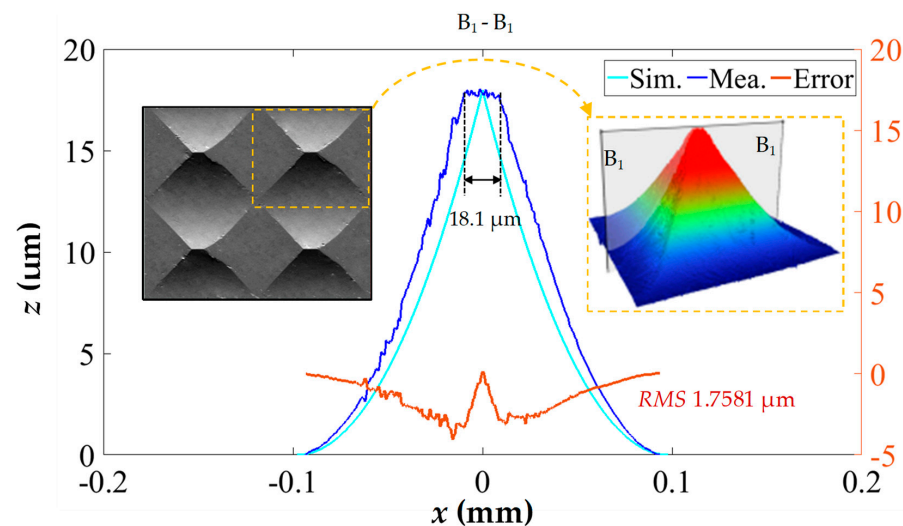 B₁ - B₁
20
15
10
5
0
z (μm)
Sim. Mea. Error
B₁
B₁
18.1 μm
RMS 1.7581 μm
20
15
10
5
0
-5
-0.2
-0.1
0
0.1
0.2
x (mm)